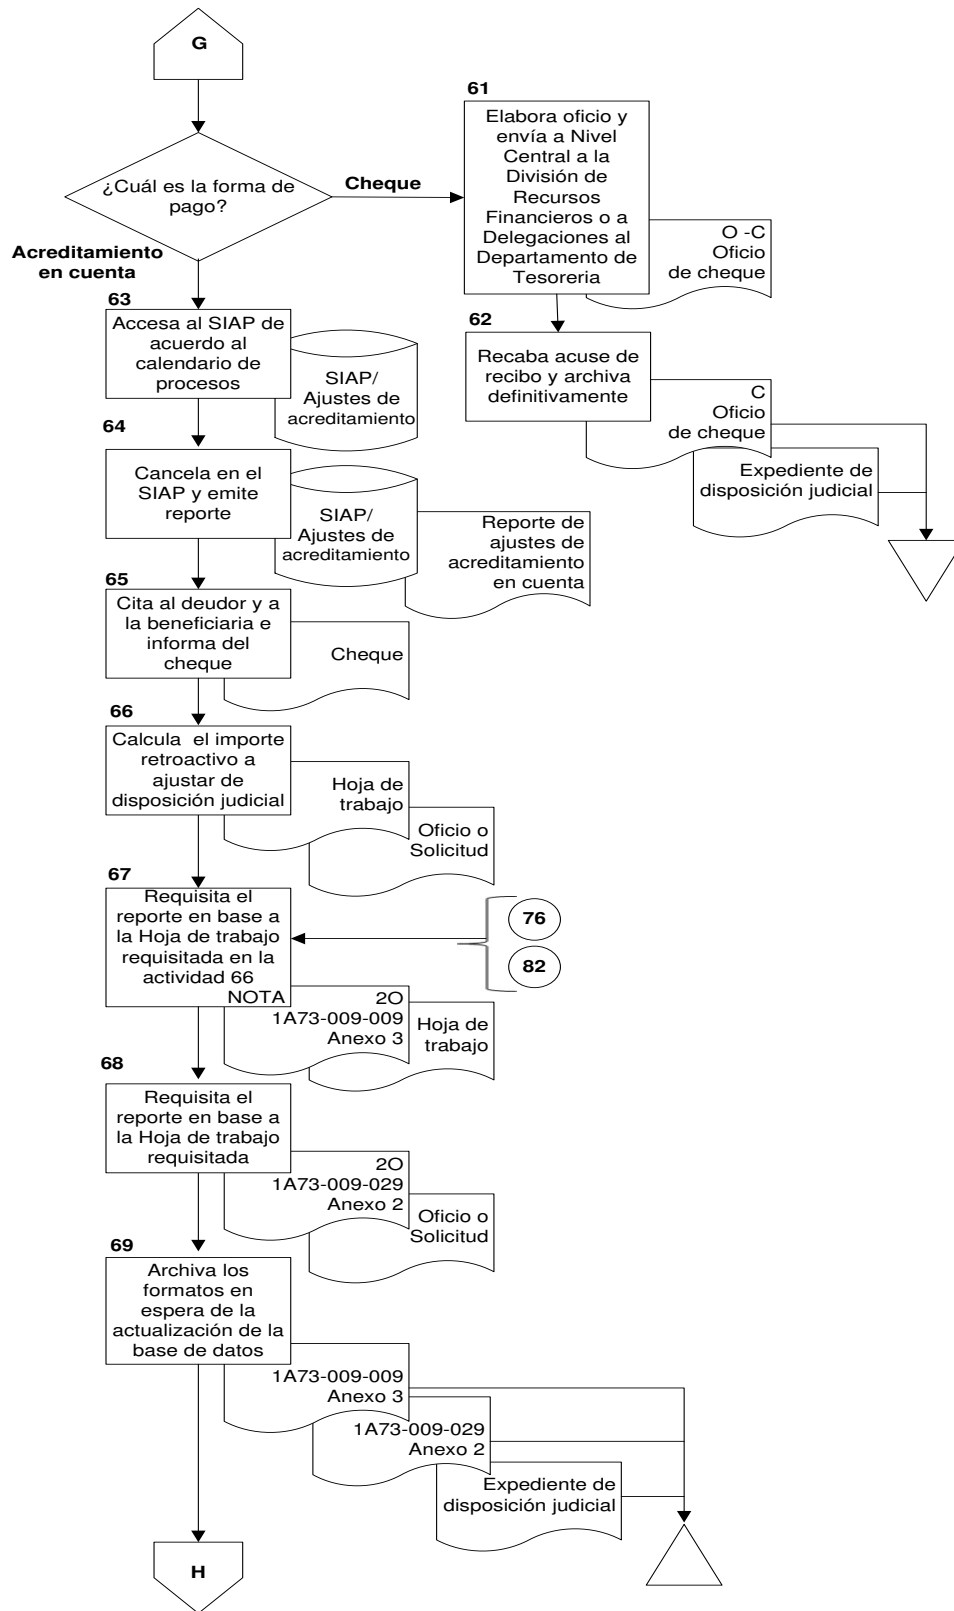 G
¿Cuál es la forma de
pago?
Cheque
Acreditamiento
en cuenta
61
Elabora oficio y
envía a Nivel
Central a la
División de
Recursos
Financieros o a
Delegaciones al
Departamento de
Tesoreria
O -C
Oficio
de cheque
62
Recaba acuse de
recibo y archiva
definitivamente
C
Oficio
de cheque
Expediente de
disposición judicial
63
Accesa al SIAP de
acuerdo al
calendario de
procesos
SIAP/
Ajustes de
acreditamiento
64
Cancela en el
SIAP y emite
reporte
SIAP/
Ajustes de
acreditamiento
Reporte de
ajustes de
acreditamiento
en cuenta
65
Cita al deudor y a
la beneficiaria e
informa del
cheque
Cheque
66
Calcula  el importe
retroactivo a
ajustar de
disposición judicial
Hoja de
trabajo
Oficio o
Solicitud
67
Requisita el
reporte en base a
la Hoja de trabajo
requisitada en la
actividad 66
NOTA
76
82
2O
1A73-009-009
Anexo 3
Hoja de
trabajo
68
Requisita el
reporte en base a
la Hoja de trabajo
requisitada
2O
1A73-009-029
Anexo 2
Oficio o
Solicitud
69
Archiva los
formatos en
espera de la
actualización de la
base de datos
1A73-009-009
Anexo 3
1A73-009-029
Anexo 2
Expediente de
disposición judicial
H